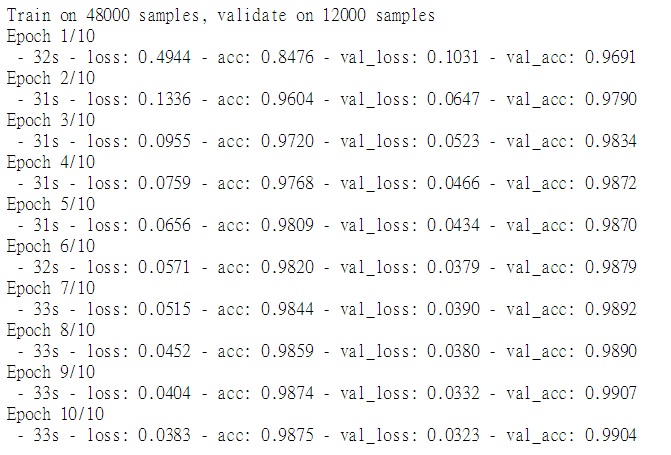 Train on 48000 samples, validate on 12000 samples
Epoch 1/10
 - 32s - loss: 0.4944 - acc: 0.8476 - val_loss: 0.1031 - val_acc: 0.9691
Epoch 2/10
 - 31s - loss: 0.1336 - acc: 0.9604 - val_loss: 0.0647 - val_acc: 0.9790
Epoch 3/10
 - 31s - loss: 0.0955 - acc: 0.9720 - val_loss: 0.0523 - val_acc: 0.9834
Epoch 4/10
 - 31s - loss: 0.0759 - acc: 0.9768 - val_loss: 0.0466 - val_acc: 0.9872
Epoch 5/10
 - 31s - loss: 0.0656 - acc: 0.9809 - val_loss: 0.0434 - val_acc: 0.9870
Epoch 6/10
 - 32s - loss: 0.0571 - acc: 0.9820 - val_loss: 0.0379 - val_acc: 0.9879
Epoch 7/10
 - 33s - loss: 0.0515 - acc: 0.9844 - val_loss: 0.0390 - val_acc: 0.9892
Epoch 8/10
 - 33s - loss: 0.0452 - acc: 0.9859 - val_loss: 0.0380 - val_acc: 0.9890
Epoch 9/10
 - 33s - loss: 0.0404 - acc: 0.9874 - val_loss: 0.0332 - val_acc: 0.9907
Epoch 10/10
 - 33s - loss: 0.0383 - acc: 0.9875 - val_loss: 0.0323 - val_acc: 0.9904